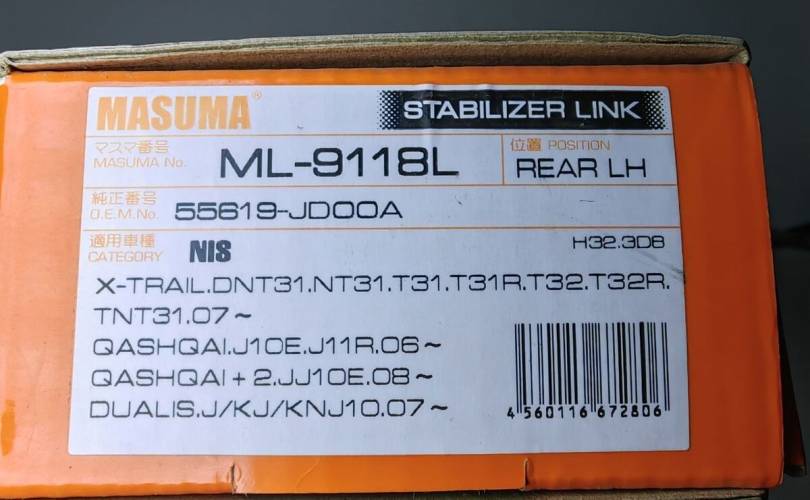 MASUMA®
STABILIZER LINK
マスマ番号
MASUMA No.
ML-9118L
位置 POSITION
REAR LH
純正番号
O.E.M.No.
55619-JD00A
適用車種
CATEGORY
NIS
H32.3D8
X-TRAIL.DNT31.NT31.T31.T31R.T32.T32R.
TNT31.07~
QASHQAI.J10E.J11R.06~
QASHQAI+2.JJ10E.08~
DUALIS.J/KJ/KNJ10.07~
4 560116 672806